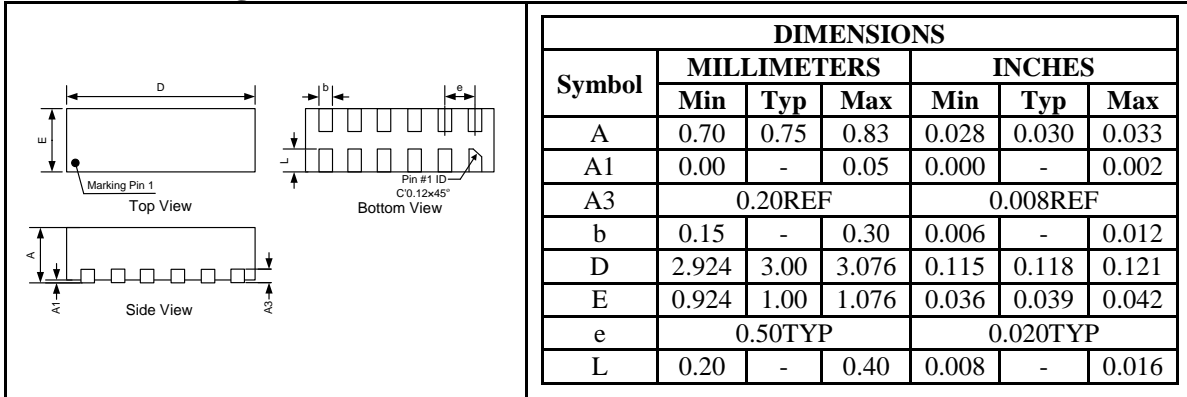 D
E
Marking Pin 1
Top View
b
e
L
Pin #1 ID
C'0.12×45°
Bottom View
A
A1
A3
Side View
DIMENSIONS
Symbol MILLIMETERS INCHES
Min Typ Max Min Typ Max
A 0.70 0.75 0.83 0.028 0.030 0.033
A1 0.00 - 0.05 0.000 - 0.002
A3 0.20REF 0.008REF
b 0.15 - 0.30 0.006 - 0.012
D 2.924 3.00 3.076 0.115 0.118 0.121
E 0.924 1.00 1.076 0.036 0.039 0.042
e 0.50TYP 0.020TYP
L 0.20 - 0.40 0.008 - 0.016